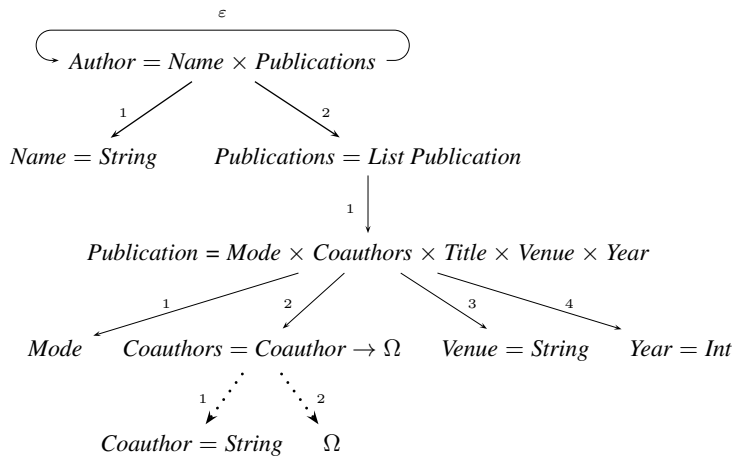 ε
Author = Name × Publications
1 2
Name = String Publications = List Publication
1
Publication = Mode × Coauthors × Title × Venue × Year
1 2 3 4
Mode Coauthors = Coauthor → Ω Venue = String Year = Int
1 2
Coauthor = String Ω